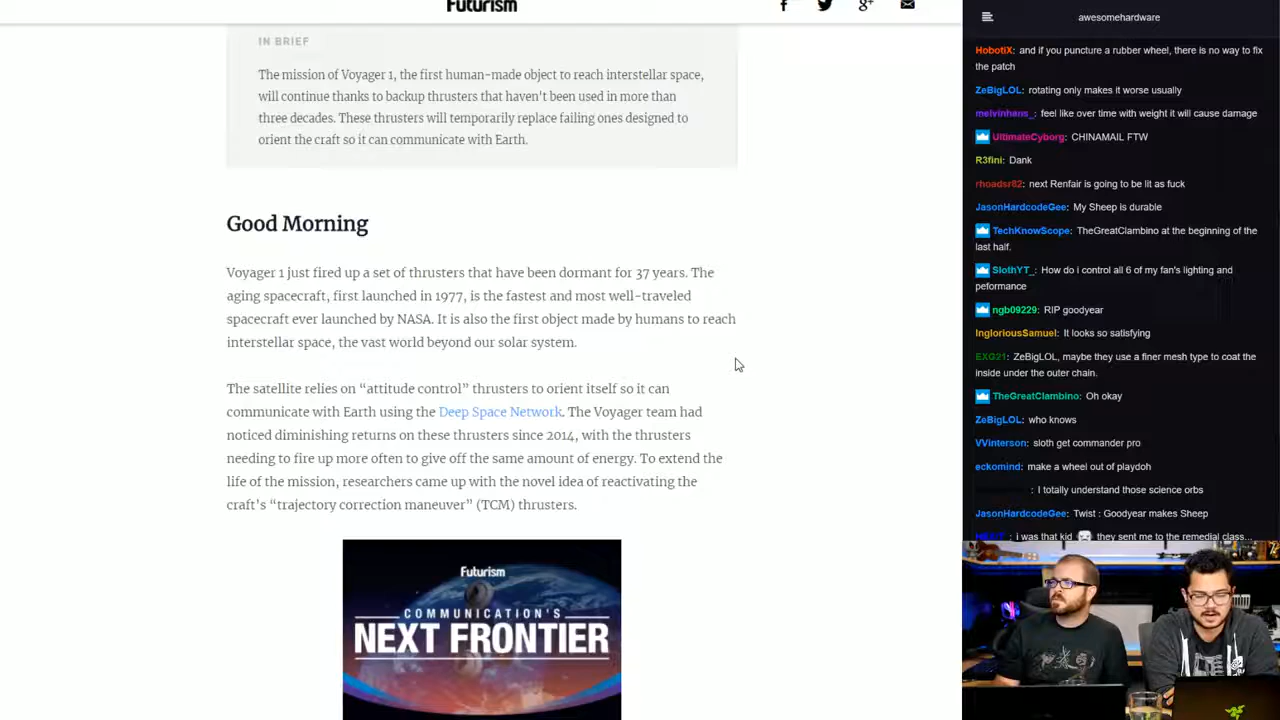 Futurism
IN BRIEF
The mission of Voyager 1, the first human-made object to reach interstellar space,
will continue thanks to backup thrusters that haven't been used in more than
three decades. These thrusters will temporarily replace failing ones designed to
orient the craft so it can communicate with Earth.
Good Morning
Voyager 1 just fired up a set of thrusters that have been dormant for 37 years. The
aging spacecraft, first launched in 1977, is the fastest and most well-traveled
spacecraft ever launched by NASA. It is also the first object made by humans to reach
interstellar space, the vast world beyond our solar system.
The satellite relies on “attitude control” thrusters to orient itself so it can
communicate with Earth using the Deep Space Network. The Voyager team had
noticed diminishing returns on these thrusters since 2014, with the thrusters
needing to fire up more often to give off the same amount of energy. To extend the
life of the mission, researchers came up with the novel idea of reactivating the
craft's “trajectory correction maneuver” (TCM) thrusters.
Futurism
COMMUNICATION'S
NEXT FRONTIER
awesomehardware
HobotiX: and if you puncture a rubber wheel, there is no way to fix
the patch
ZeBigLOL: rotating only makes it worse usually
melvinhans_: feel like over time with weight it will cause damage
UltimateCyborg: CHINAMAIL FTW
R3fini: Dank
rhoadsr82: next Renfair is going to be lit as fuck
JasonHardcodeGee: My Sheep is durable
TechKnowScope: TheGreatClambino at the beginning of the
last half.
SlothYT_: How do i control all 6 of my fan's lighting and
peformance
ngb09229: RIP goodyear
IngloriousSamuel: It looks so satisfying
EXG21: ZeBigLOL, maybe they use a finer mesh type to coat the
inside under the outer chain.
TheGreatClambino: Oh okay
ZeBigLOL: who knows
VVinterson: sloth get commander pro
eckomind: make a wheel out of playdoh
: I totally understand those science orbs
JasonHardcodeGee: Twist : Goodyear makes Sheep
: i was that kid they sent me to the remedial class...